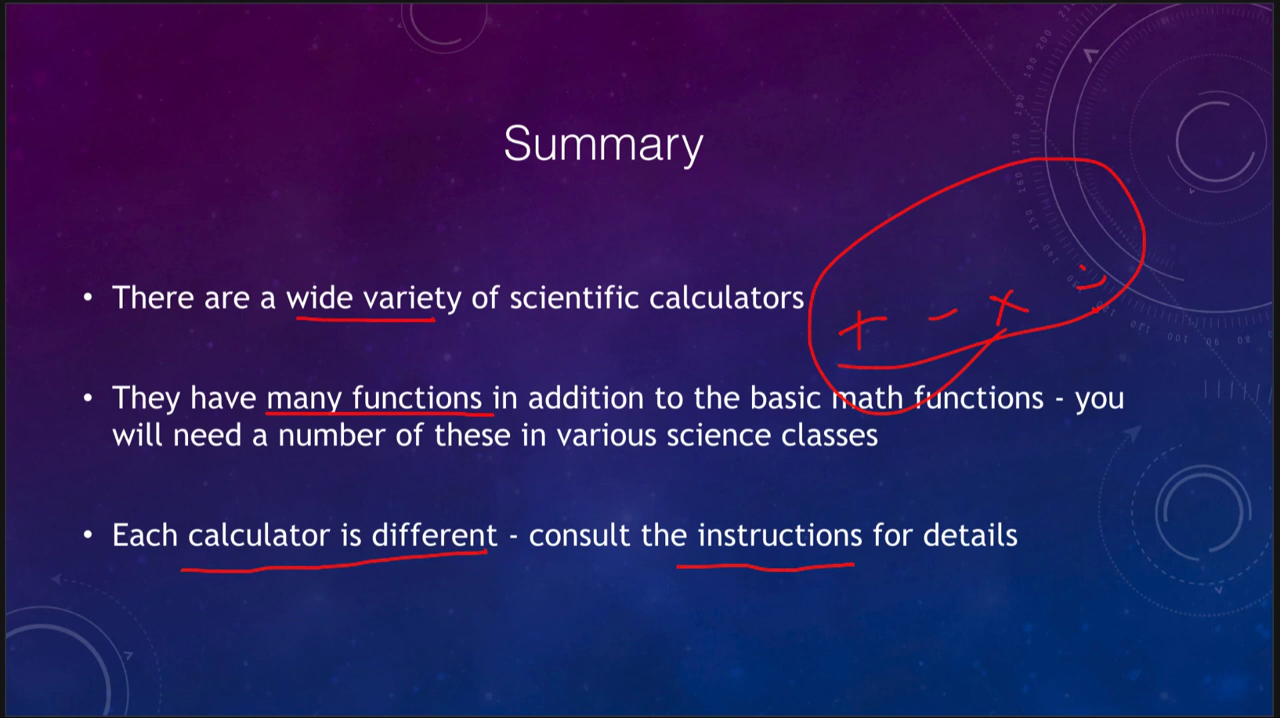 Summary
• There are a wide variety of scientific calculators
+ - x ÷
• They have many functions in addition to the basic math functions - you
will need a number of these in various science classes
• Each calculator is different - consult the instructions for details